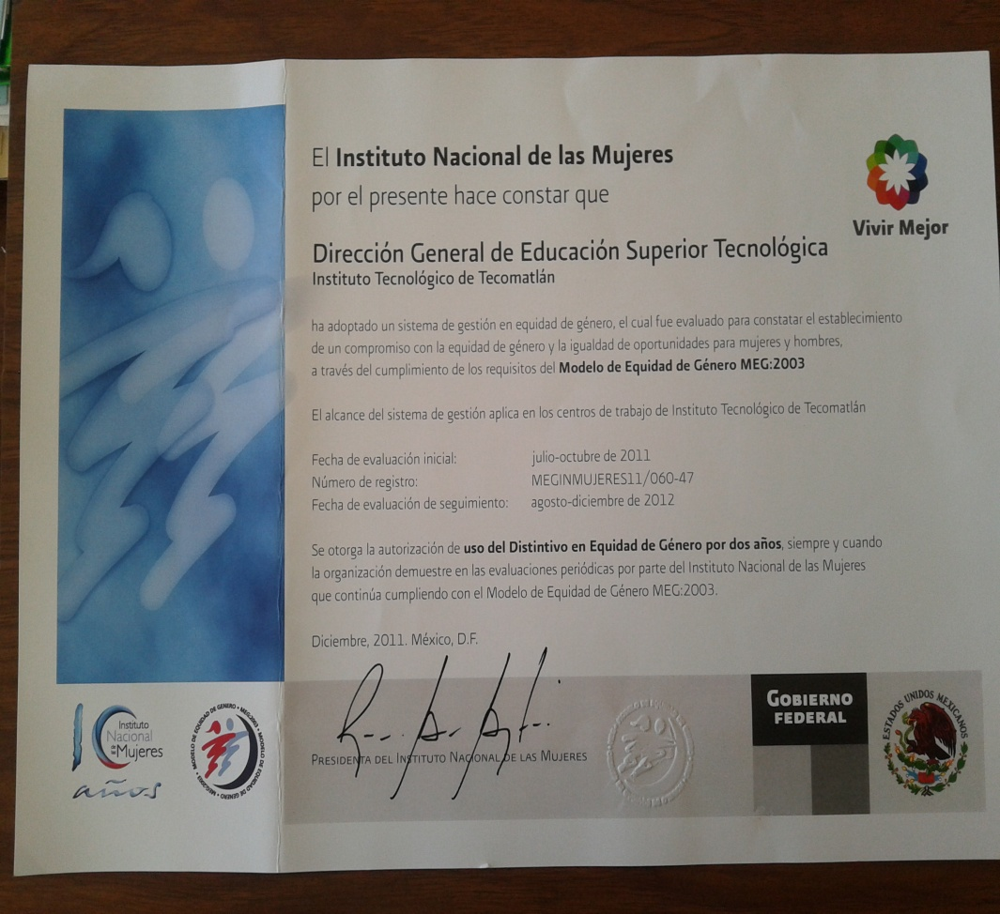 El Instituto Nacional de las Mujeres
por el presente hace constar que
Vivir Mejor
Dirección General de Educación Superior Tecnológica
Instituto Tecnológico de Tecomatlán
ha adoptado un sistema de gestión en equidad de género, el cual fue evaluado para constatar el establecimiento
de un compromiso con la equidad de género y la igualdad de oportunidades para mujeres y hombres,
a través del cumplimiento de los requisitos del Modelo de Equidad de Género MEG:2003
El alcance del sistema de gestión aplica en los centros de trabajo de Instituto Tecnológico de Tecomatlán
Fecha de evaluación inicial: julio-octubre de 2011
Número de registro: MEGINMUJERES11/060-47
Fecha de evaluación de seguimiento: agosto-diciembre de 2012
Se otorga la autorización de uso del Distintivo en Equidad de Género por dos años, siempre y cuando
la organización demuestre en las evaluaciones periódicas por parte del Instituto Nacional de las Mujeres
que continúa cumpliendo con el Modelo de Equidad de Género MEG:2003.
Diciembre, 2011. México, D.F.
PRESIDENTA DEL INSTITUTO NACIONAL DE LAS MUJERES
10 años
Instituto
Nacional
de las
Mujeres
MODELO DE EQUIDAD DE GÉNERO • MEG:2003 • MODELO DE EQUIDAD DE GÉNERO • MEG:2003 •
GOBIERNO
FEDERAL
ESTADOS UNIDOS MEXICANOS